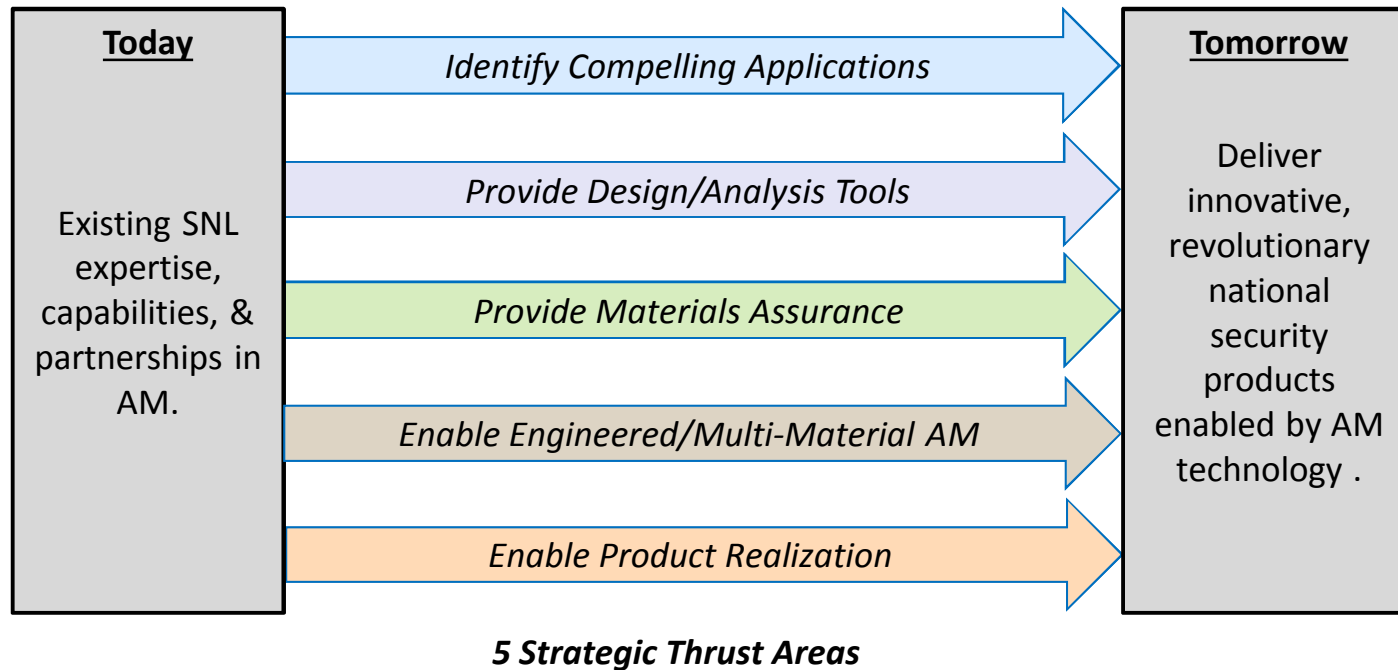 Today
Existing SNL
expertise,
capabilities, &
partnerships in
AM.
Identify Compelling Applications
Provide Design/Analysis Tools
Provide Materials Assurance
Enable Engineered/Multi-Material AM
Enable Product Realization
Tomorrow
Deliver
innovative,
revolutionary
national
security
products
enabled by AM
technology .
5 Strategic Thrust Areas